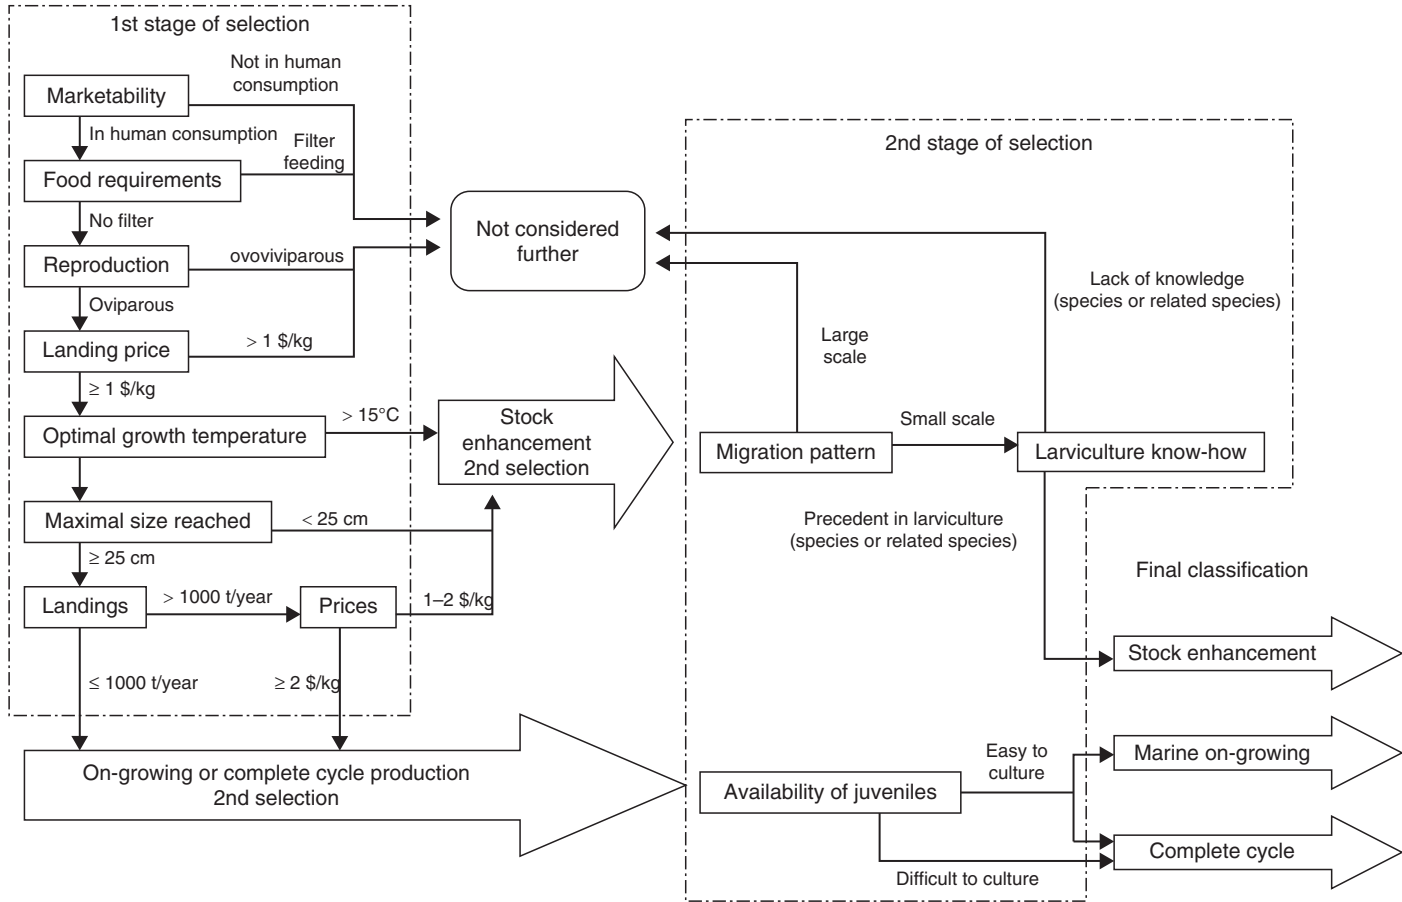 1st stage of selection
Not in human
consumption
Marketability
In human consumption
Filter
feeding
Food requirements
No filter
Reproduction
ovoviviparous
Oviparous
Landing price
> 1 $/kg
≥ 1 $/kg
Optimal growth temperature
> 15°C
Maximal size reached
< 25 cm
≥ 25 cm
Landings
> 1000 t/year
Prices
1–2 $/kg
≤ 1000 t/year
≥ 2 $/kg
Not considered
further
Stock
enhancement
2nd selection
On-growing or complete cycle production
2nd selection
2nd stage of selection
Lack of knowledge
(species or related species)
Large
scale
Small scale
Migration pattern
Larviculture know-how
Precedent in larviculture
(species or related species)
Final classification
Stock enhancement
Easy to
culture
Marine on-growing
Availability of juveniles
Complete cycle
Difficult to culture